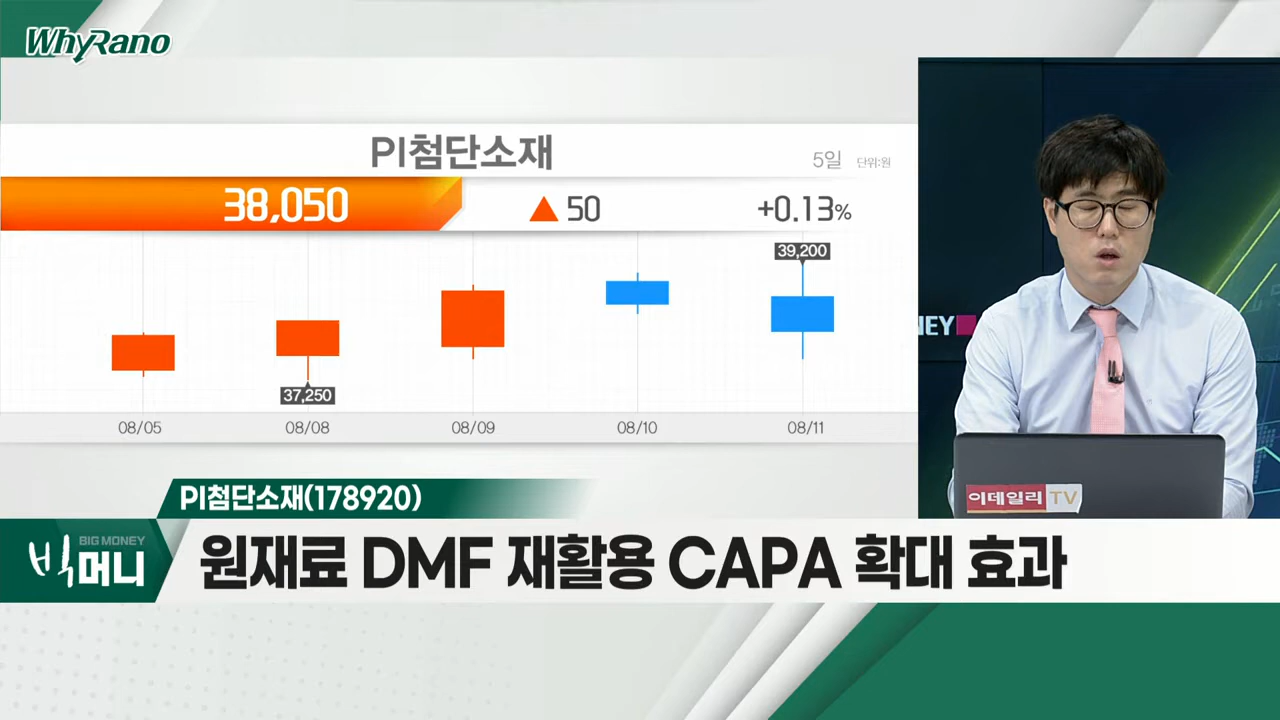 WhyRano
PI첨단소재
5일 단위:원
38,050 ▲50 +0.13%
39,200
37,250
08/05 08/08 08/09 08/10 08/11
NEY
이데일리TV
PI첨단소재(178920)
BIG MONEY
빅머니
원재료 DMF 재활용 CAPA 확대 효과